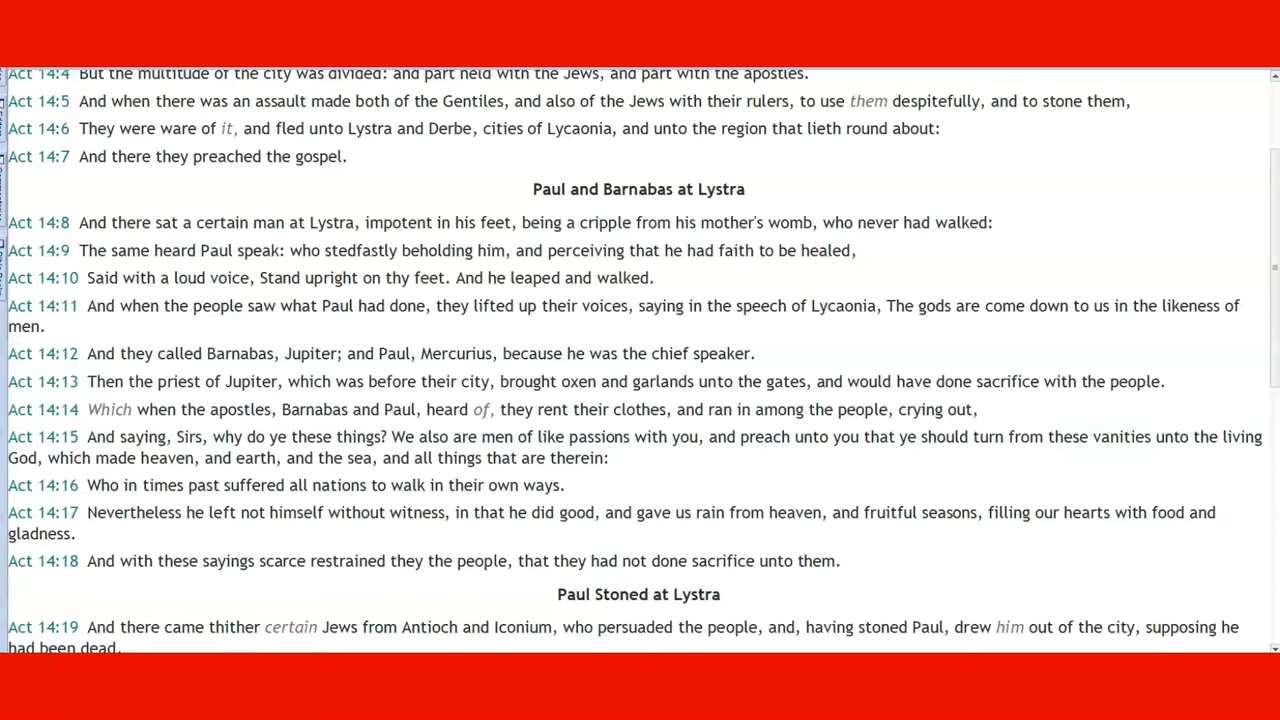 Act 14:4 But the multitude of the city was divided: and part held with the Jews, and part with the apostles.
Act 14:5 And when there was an assault made both of the Gentiles, and also of the Jews with their rulers, to use them despitefully, and to stone them,
Act 14:6 They were ware of it, and fled unto Lystra and Derbe, cities of Lycaonia, and unto the region that lieth round about:
Act 14:7 And there they preached the gospel.
Paul and Barnabas at Lystra
Act 14:8 And there sat a certain man at Lystra, impotent in his feet, being a cripple from his mother's womb, who never had walked:
Act 14:9 The same heard Paul speak: who stedfastly beholding him, and perceiving that he had faith to be healed,
Act 14:10 Said with a loud voice, Stand upright on thy feet. And he leaped and walked.
Act 14:11 And when the people saw what Paul had done, they lifted up their voices, saying in the speech of Lycaonia, The gods are come down to us in the likeness of
men.
Act 14:12 And they called Barnabas, Jupiter; and Paul, Mercurius, because he was the chief speaker.
Act 14:13 Then the priest of Jupiter, which was before their city, brought oxen and garlands unto the gates, and would have done sacrifice with the people.
Act 14:14 Which when the apostles, Barnabas and Paul, heard of, they rent their clothes, and ran in among the people, crying out,
Act 14:15 And saying, Sirs, why do ye these things? We also are men of like passions with you, and preach unto you that ye should turn from these vanities unto the living
God, which made heaven, and earth, and the sea, and all things that are therein:
Act 14:16 Who in times past suffered all nations to walk in their own ways.
Act 14:17 Nevertheless he left not himself without witness, in that he did good, and gave us rain from heaven, and fruitful seasons, filling our hearts with food and
gladness.
Act 14:18 And with these sayings scarce restrained they the people, that they had not done sacrifice unto them.
Paul Stoned at Lystra
Act 14:19 And there came thither certain Jews from Antioch and Iconium, who persuaded the people, and, having stoned Paul, drew him out of the city, supposing he
had been dead.